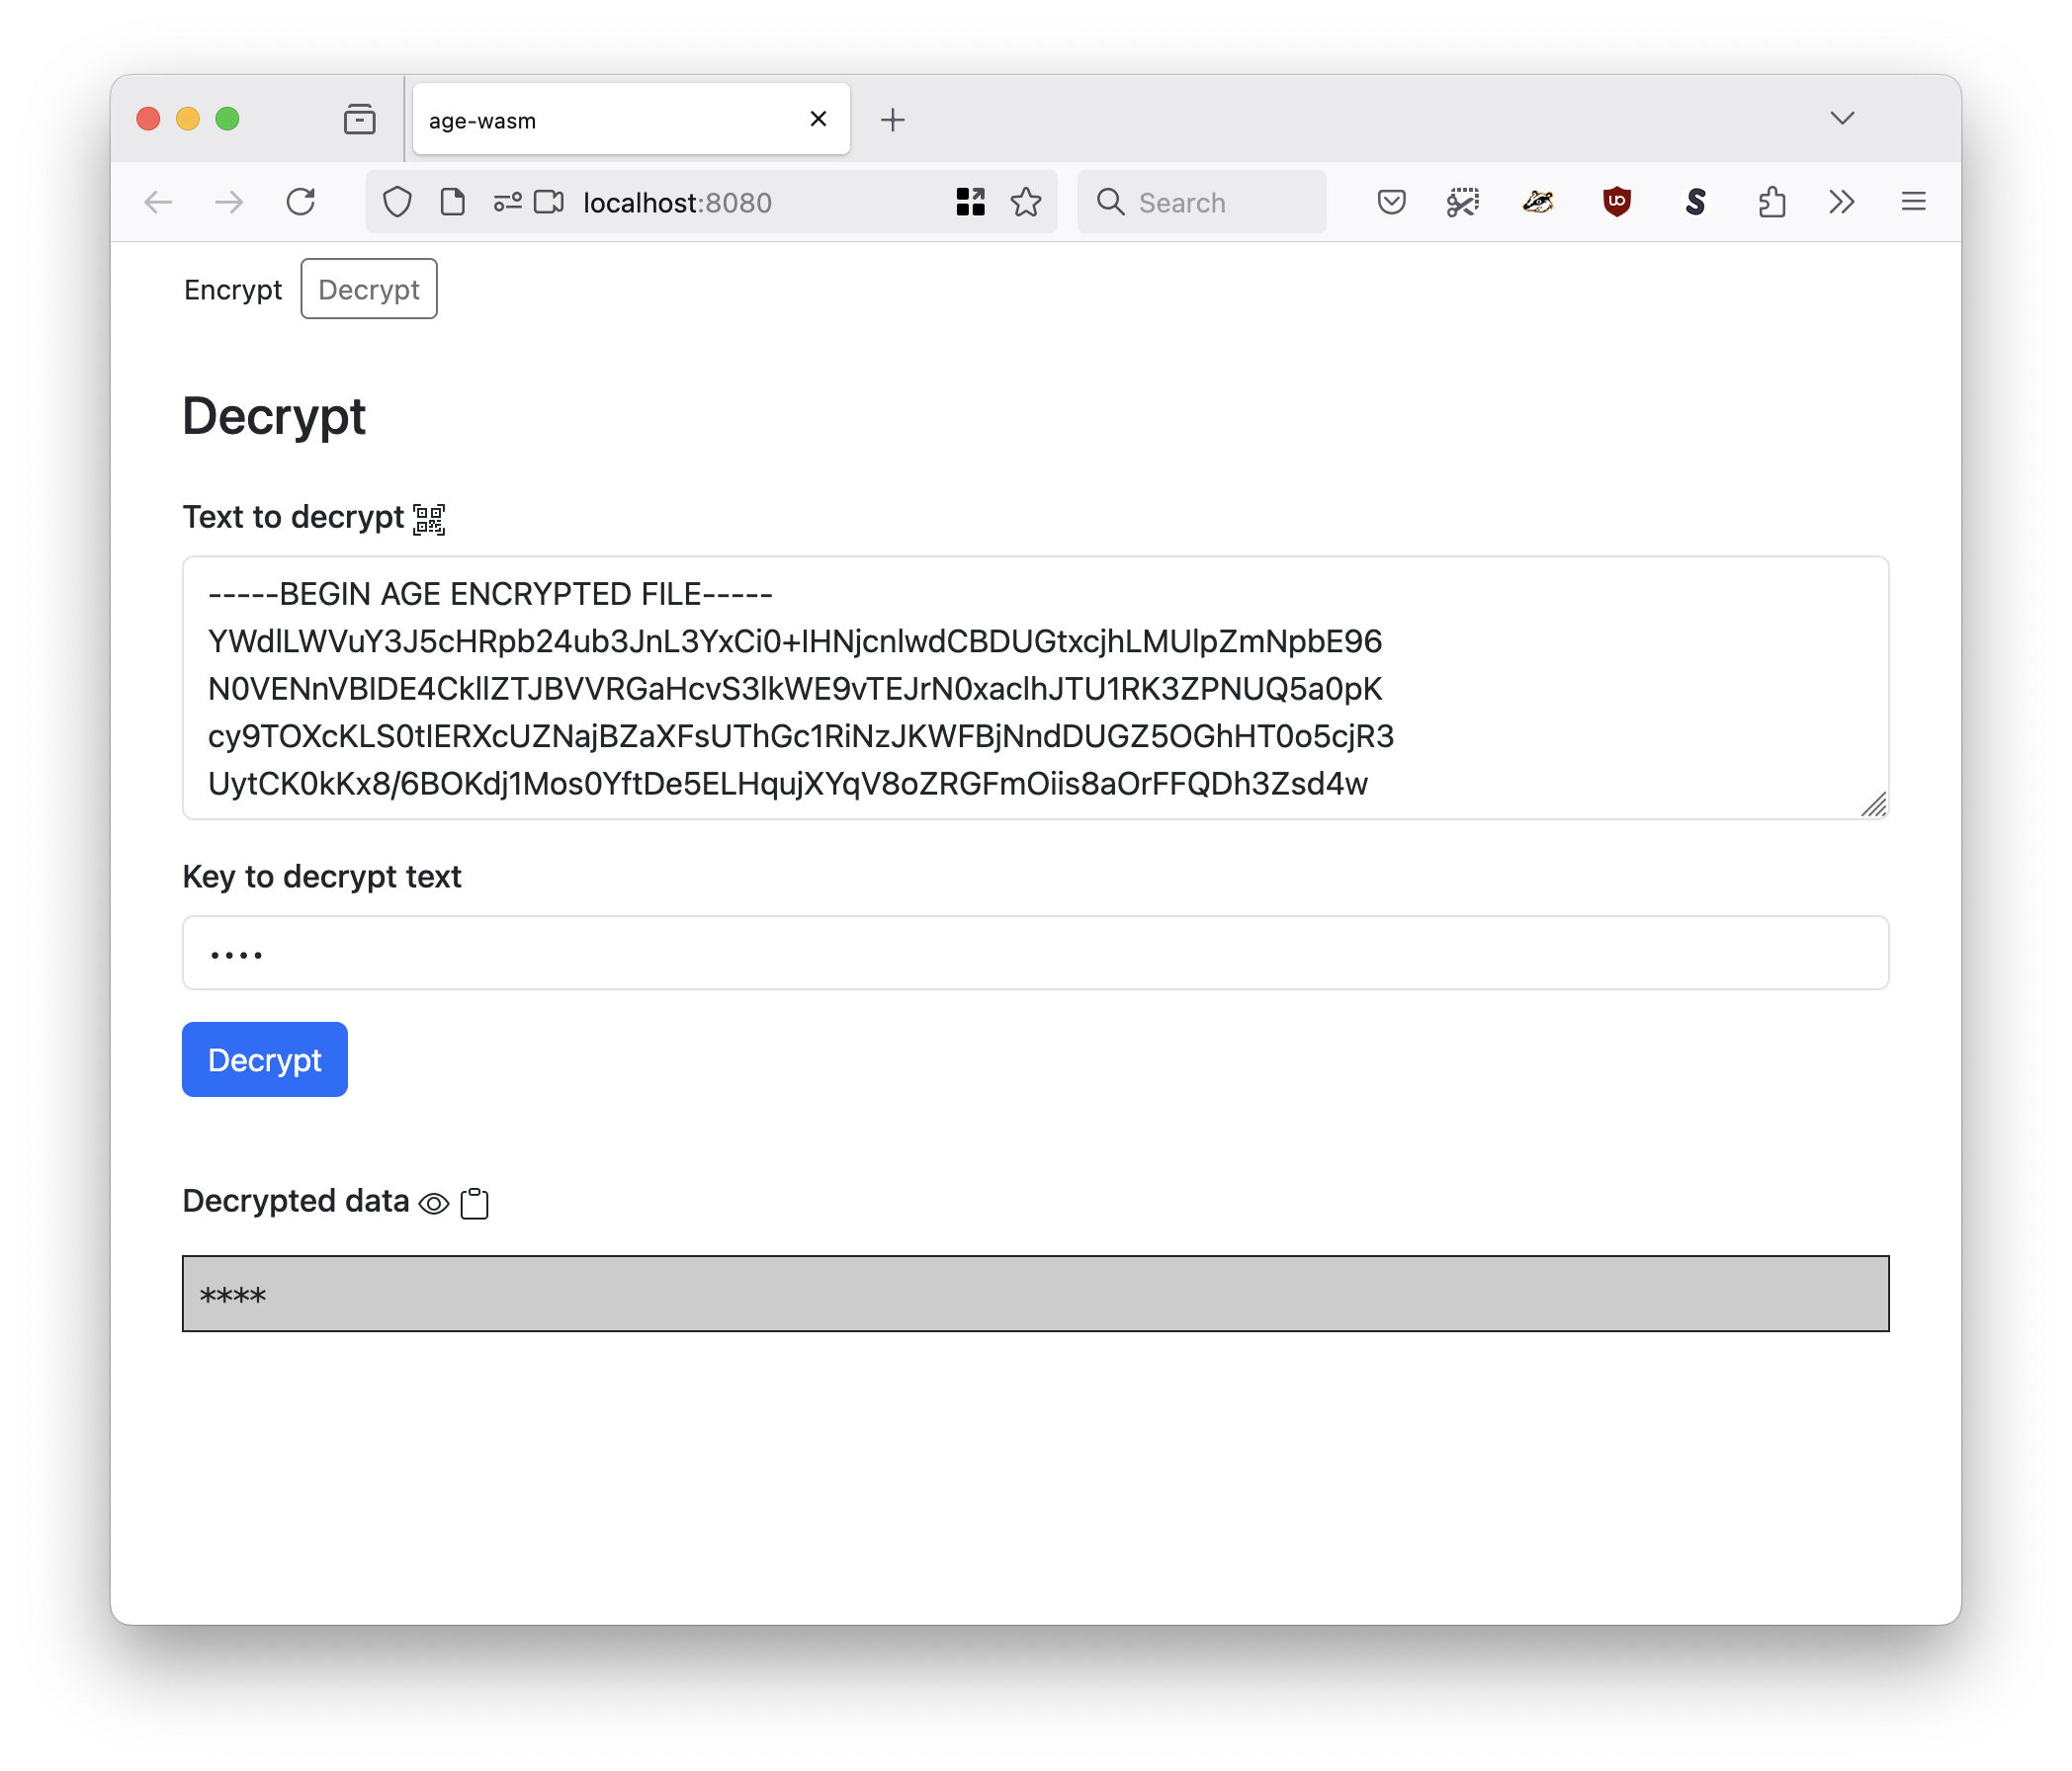 age-wasm
localhost:8080
Search
Encrypt
Decrypt
Decrypt
Text to decrypt
-----BEGIN AGE ENCRYPTED FILE-----
YWdlLWVuY3J5cHRpb24ub3JnL3YxCi0+IHNjcnlwdCBDUGtxcjhLMUlpZmNpbE96
N0VENnVBIDE4CkllZTJBVVRGaHcvS3lkWE9vTEJrN0xaclhJTU1RK3ZPNUQ5a0pK
cy9TOXcKLS0tIERXcUZNajBZaXFsUThGc1RiNzJKWFBjNndDUGZ5OGhHT0o5cjR3
UytCK0kKx8/6BOKdj1Mos0YftDe5ELHqujXYqV8oZRGFmOiis8aOrFFQDh3Zsd4w
Key to decrypt text
••••
Decrypt
Decrypted data
****